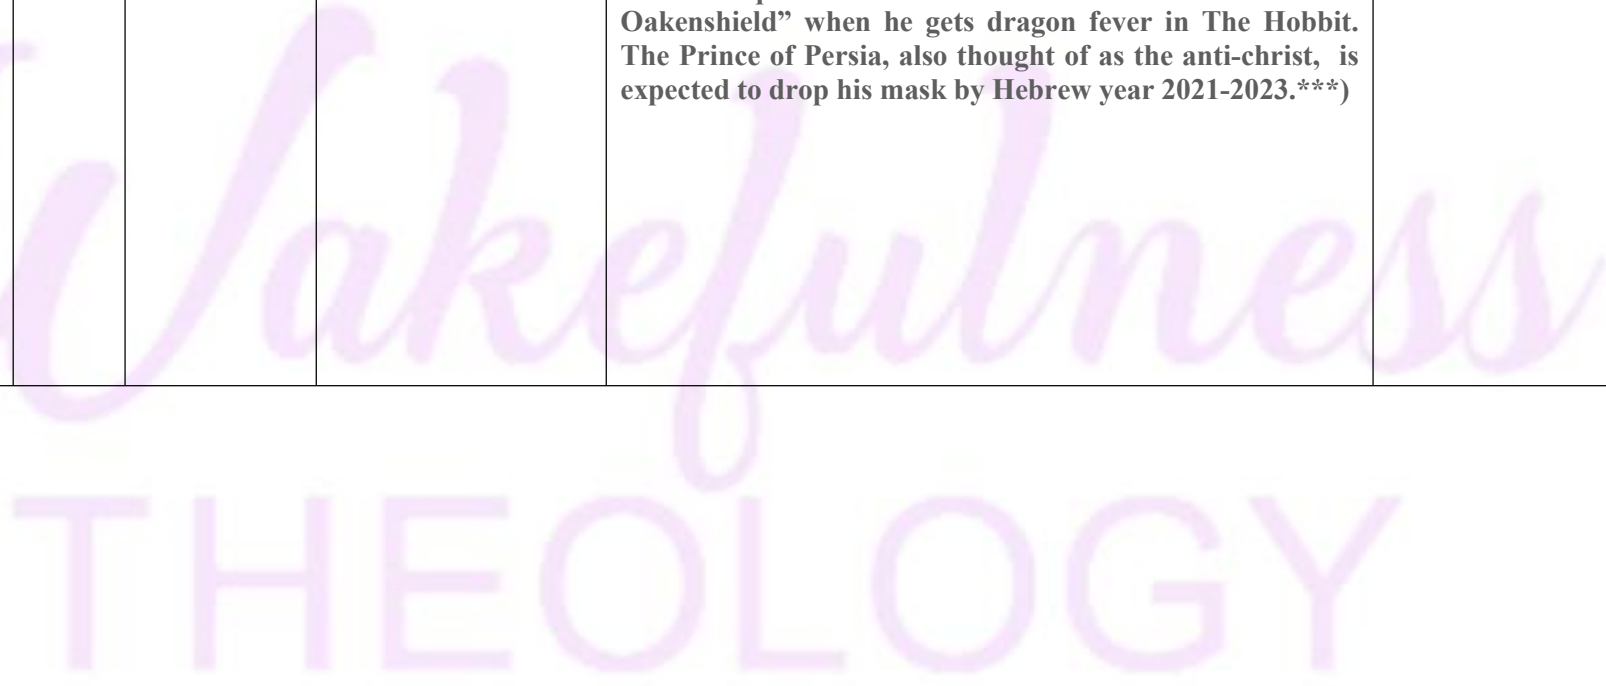 Oakenshield” when he gets dragon fever in The Hobbit.
The Prince of Persia, also thought of as the anti-christ, is
expected to drop his mask by Hebrew year 2021-2023.***)
Wakefulness
THEOLOGY